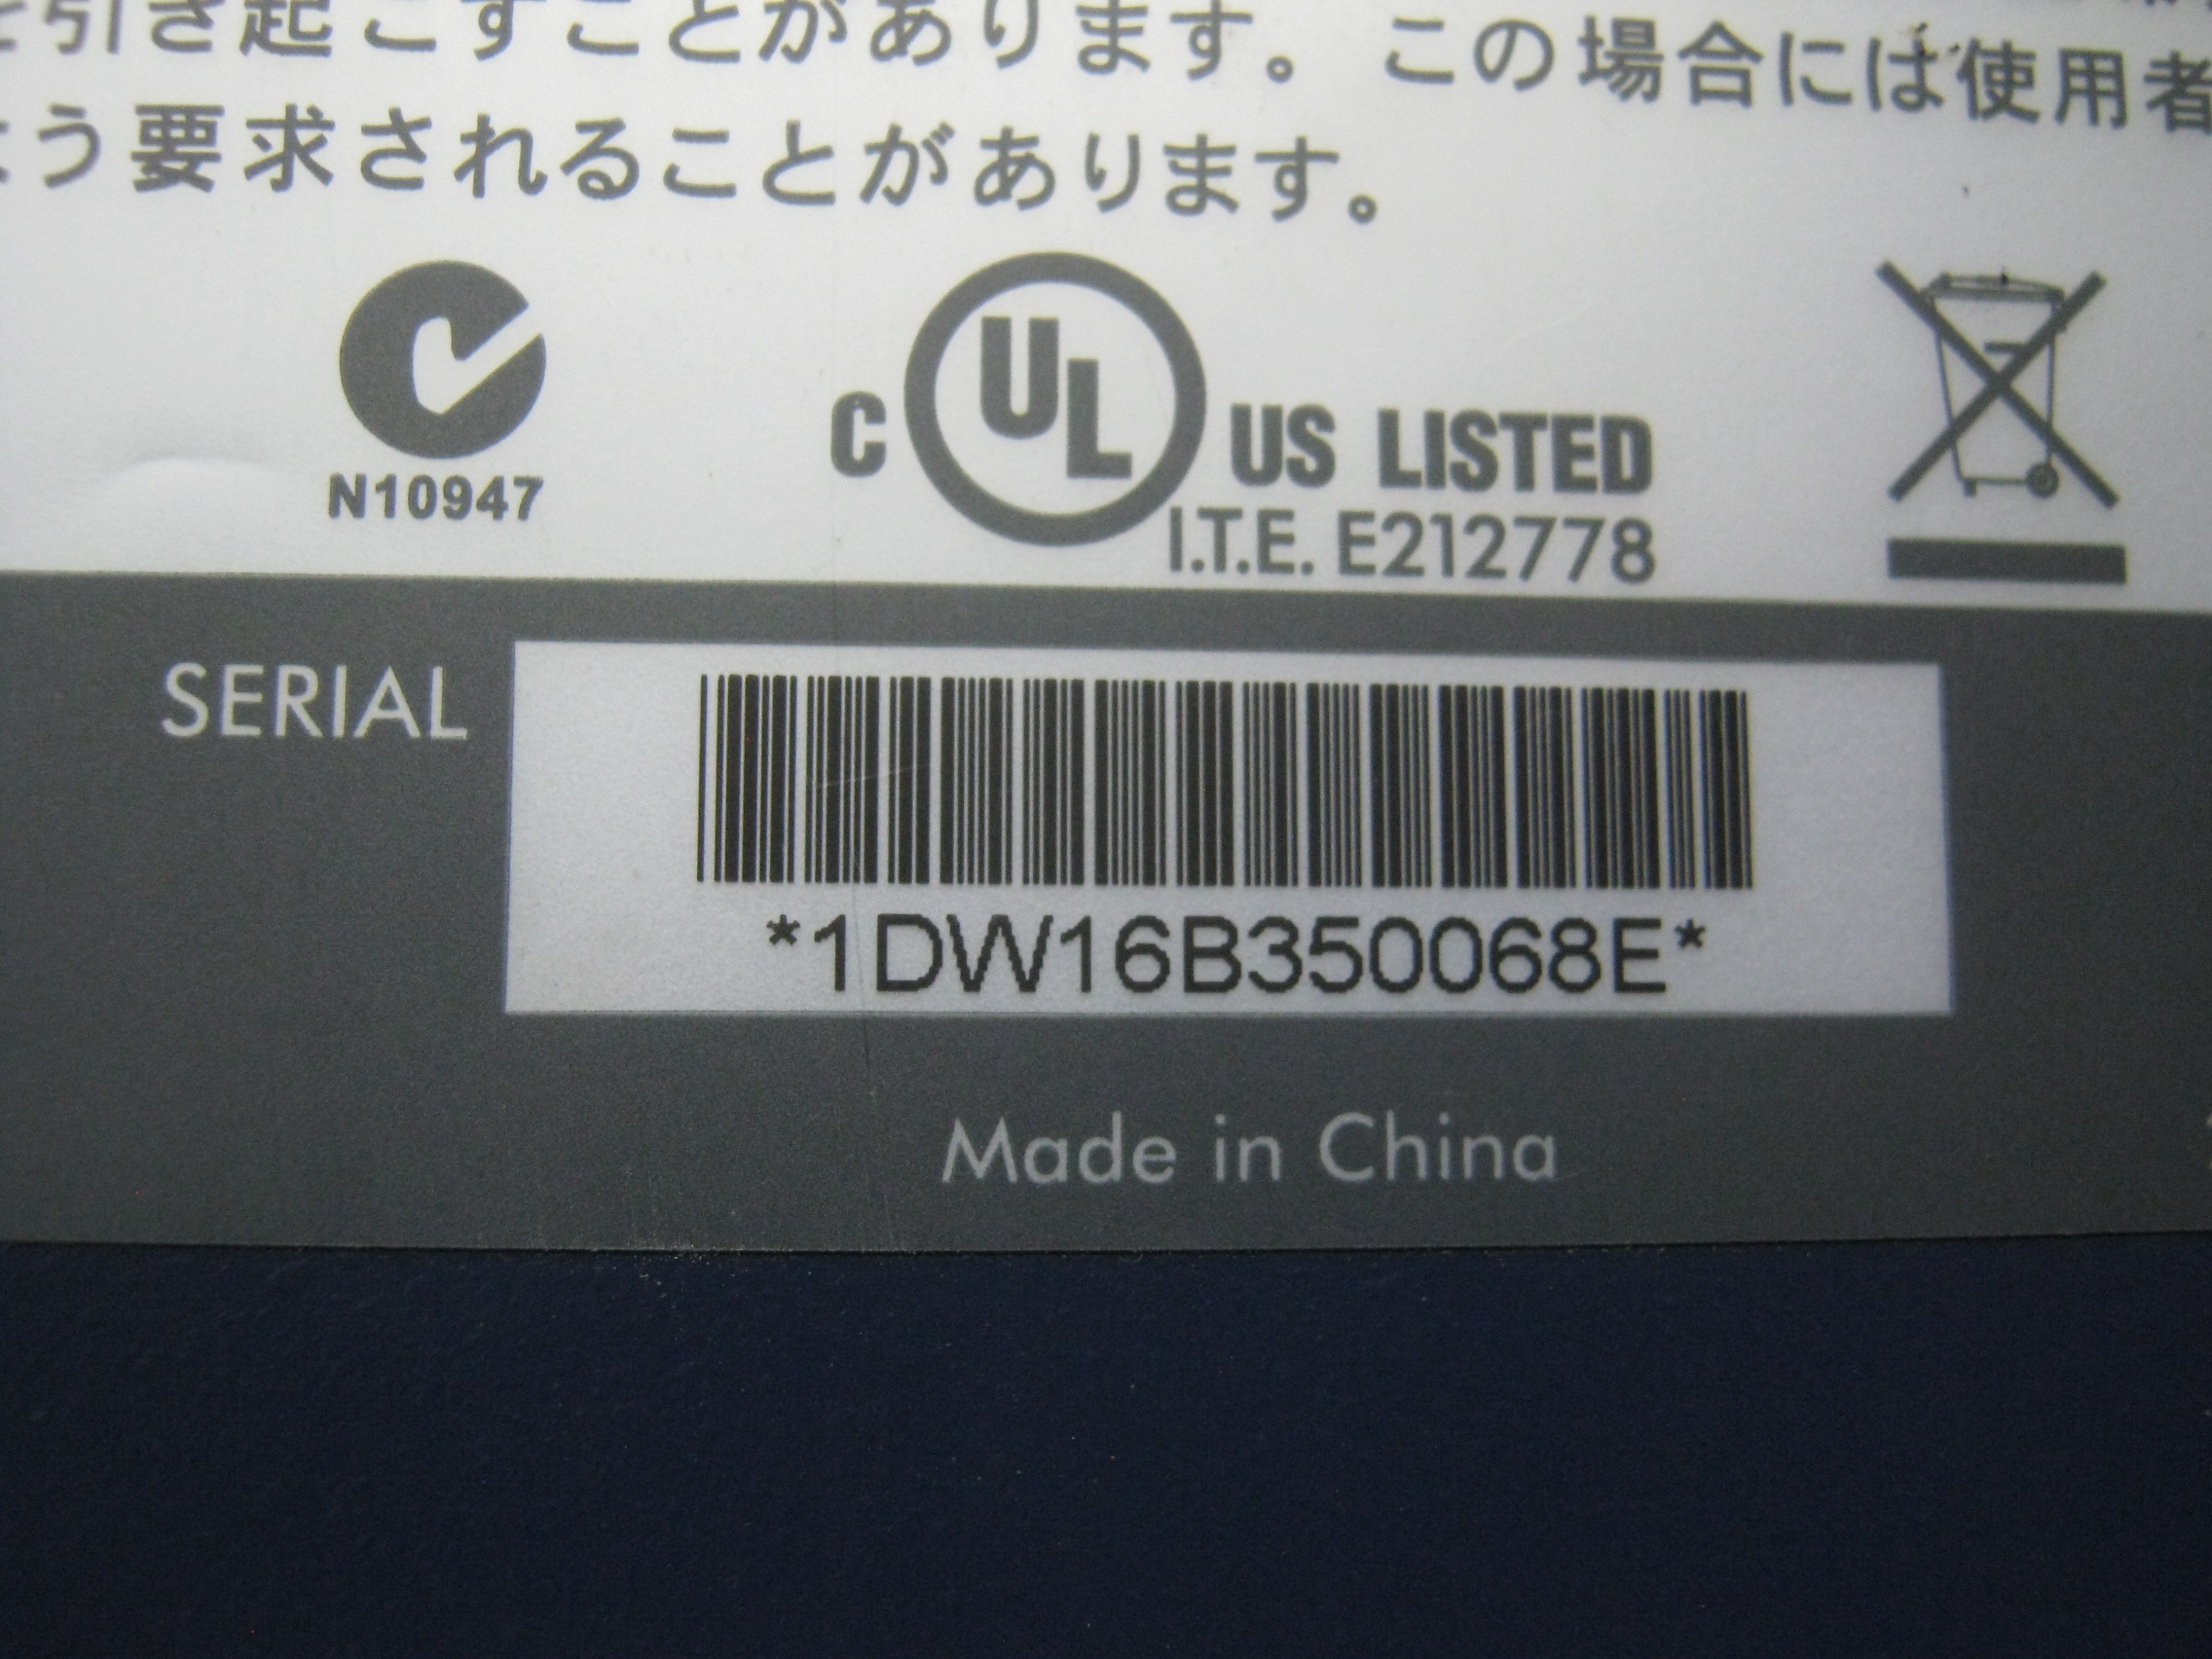 を引き起こすことがあります。この場合には使用者
よう要求されることがあります。
N10947
C UL US LISTED
I.T.E. E212778
SERIAL
*1DW16B350068E*
Made in China